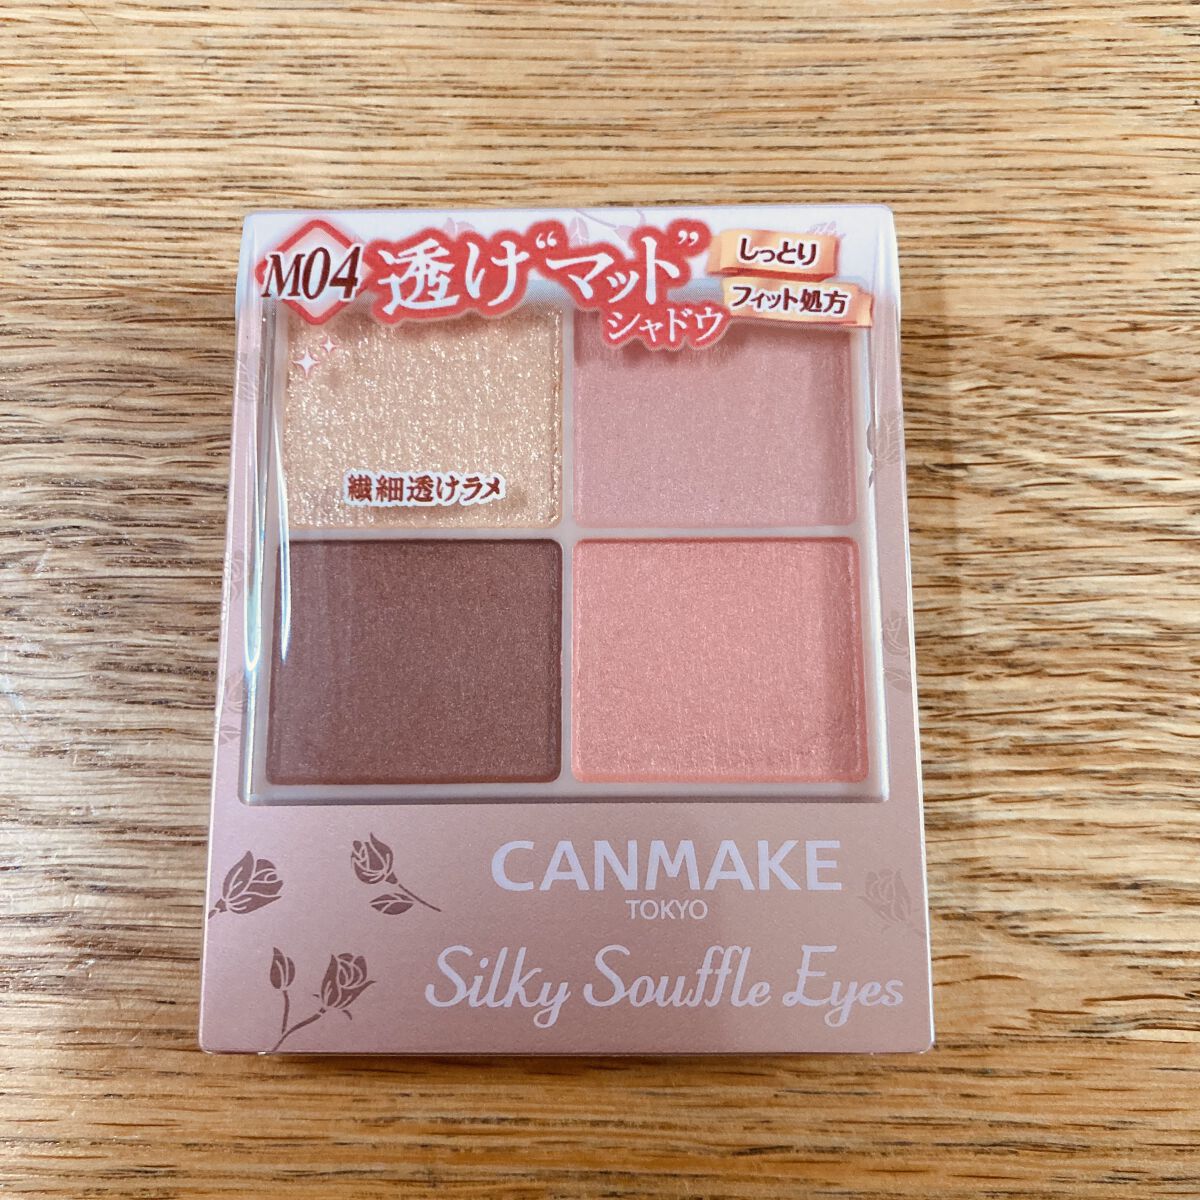 M04
透け“マット”
シャドウ
しっとり
フィット処方
繊細透けラメ
CANMAKE
TOKYO
Silky Souffle Eyes